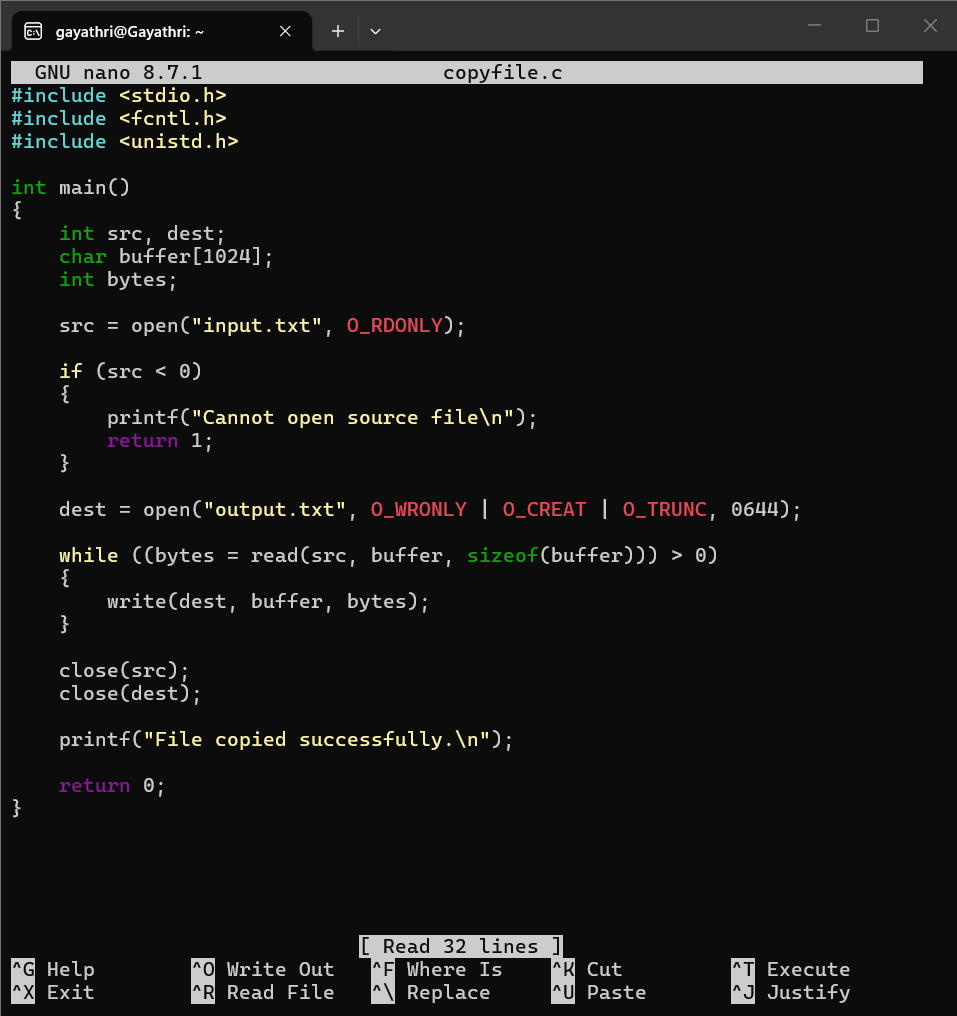 gayathri@Gayathri: ~
GNU nano 8.7.1 copyfile.c
#include <stdio.h>
#include <fcntl.h>
#include <unistd.h>

int main()
{
    int src, dest;
    char buffer[1024];
    int bytes;

    src = open("input.txt", O_RDONLY);

    if (src < 0)
    {
        printf("Cannot open source file\n");
        return 1;
    }

    dest = open("output.txt", O_WRONLY | O_CREAT | O_TRUNC, 0644);

    while ((bytes = read(src, buffer, sizeof(buffer))) > 0)
    {
        write(dest, buffer, bytes);
    }

    close(src);
    close(dest);

    printf("File copied successfully.\n");

    return 0;
}
[ Read 32 lines ]
^G Help ^O Write Out ^F Where Is ^K Cut ^T Execute
^X Exit ^R Read File ^\ Replace ^U Paste ^J Justify